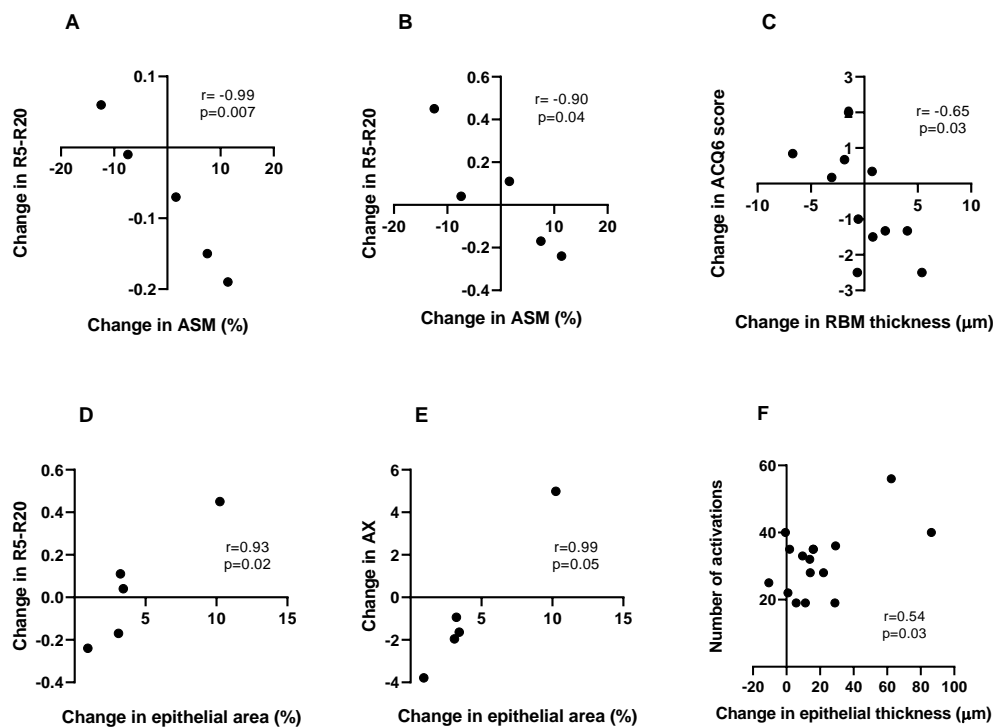 A
Change in R5-R20
0.1
-0.1
-0.2
-20
-10
10
20
r= -0.99
p=0.007
Change in ASM (%)
B
Change in R5-R20
0.6
0.4
0.2
-0.2
-0.4
-20
-10
10
20
r= -0.90
p=0.04
Change in ASM (%)
C
Change in ACQ6 score
3
2
1
-1
-2
-3
-10
-5
5
10
r= -0.65
p=0.03
Change in RBM thickness (μm)
D
Change in R5-R20
0.6
0.4
0.2
0.0
-0.2
-0.4
5
10
15
r=0.93
p=0.02
Change in epithelial area (%)
E
Change in AX
6
4
2
0
-2
-4
5
10
15
r=0.99
p=0.05
Change in epithelial area (%)
F
Number of activations
60
40
20
-20
0
20
40
60
80
100
r=0.54
p=0.03
Change in epithelial thickness (μm)